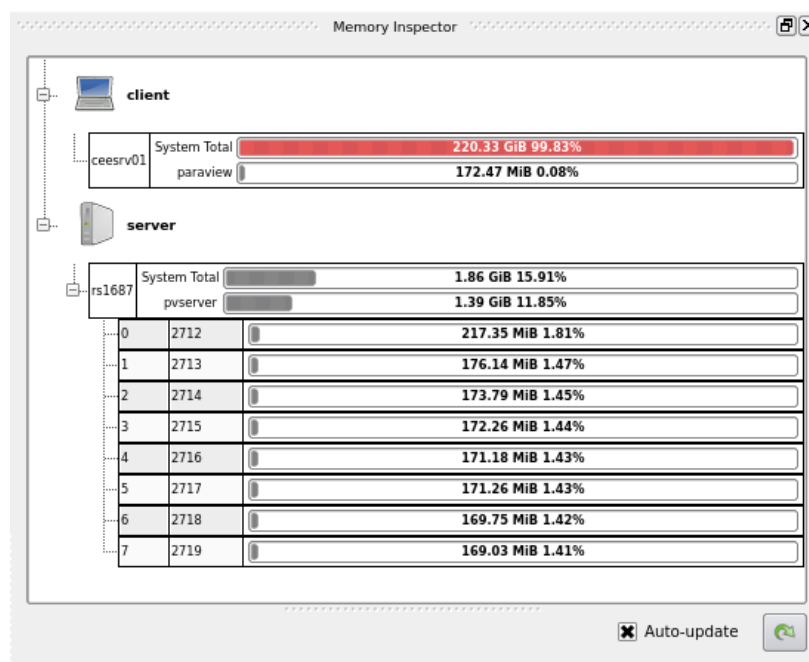 Memory Inspector
client
ceesrv01 System Total 220.33 GiB 99.83%
paraview 172.47 MiB 0.08%
server
rs1687 System Total 1.86 GiB 15.91%
pvserver 1.39 GiB 11.85%
0 2712 217.35 MiB 1.81%
1 2713 176.14 MiB 1.47%
2 2714 173.79 MiB 1.45%
3 2715 172.26 MiB 1.44%
4 2716 171.18 MiB 1.43%
5 2717 171.26 MiB 1.43%
6 2718 169.75 MiB 1.42%
7 2719 169.03 MiB 1.41%
Auto-update